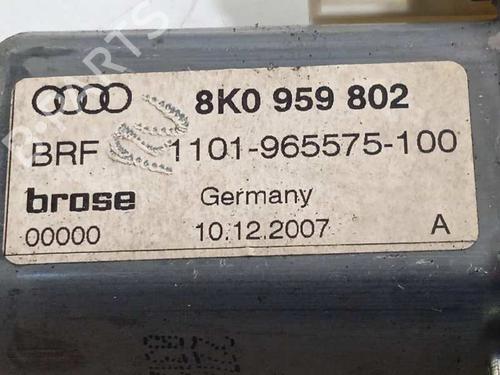 8K0 959 802
BRF 1101-965575-100
brose Germany
00000 10.12.2007 A